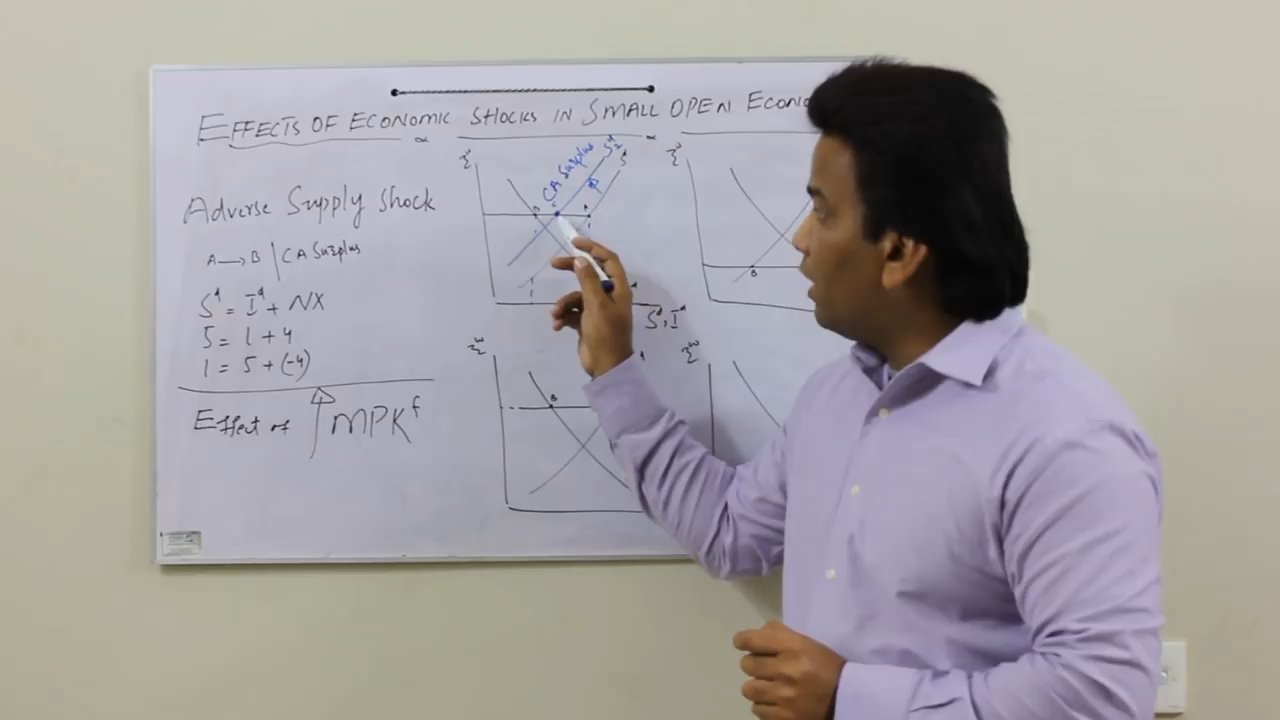 EFFECTS OF ECONOMIC SHOCKS IN SMALL OPEN ECONO
Adverse Supply Shock
A → B | CA Surplus
S^d = I^d + NX
5 = 1 + 4
1 = 5 + (-4)
Effect of ↑ MPK^f
CA Surplus
S^d_2
S^d
B
C
A
S^d, I^d
B
B